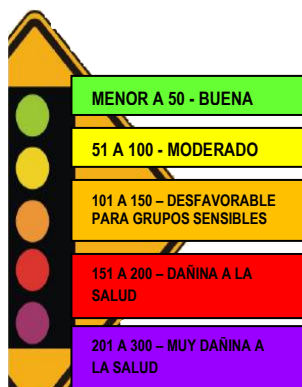 MENOR A 50 - BUENA
51 A 100 - MODERADO
101 A 150 – DESFAVORABLE
PARA GRUPOS SENSIBLES
151 A 200 – DAÑINA A LA
SALUD
201 A 300 – MUY DAÑINA A
LA SALUD